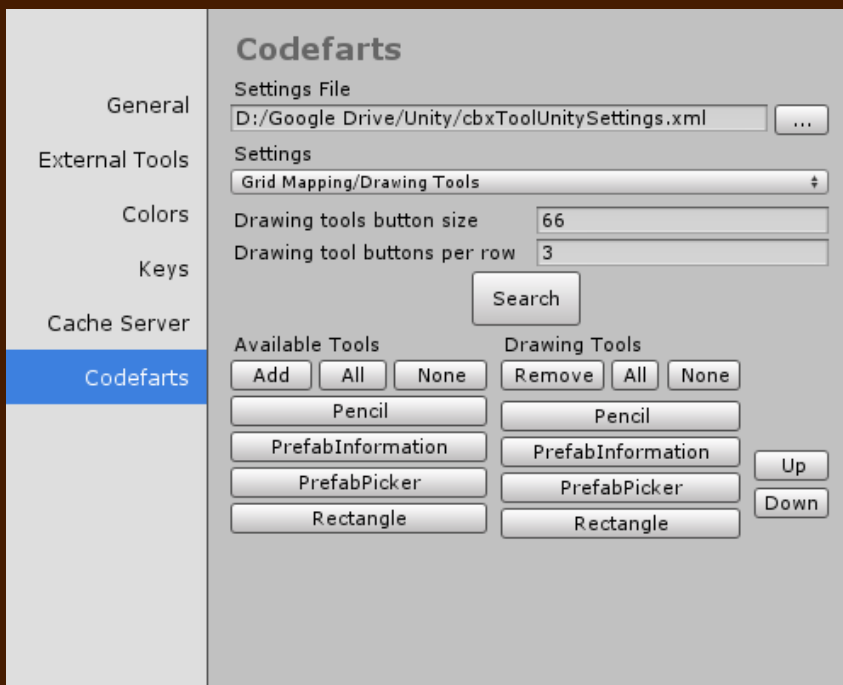 General
External Tools
Colors
Keys
Cache Server
Codefarts
Codefarts
Settings File
D:/Google Drive/Unity/cbxToolUnitySettings.xml ...
Settings
Grid Mapping/Drawing Tools
Drawing tools button size 66
Drawing tool buttons per row 3
Search
Available Tools
Add All None
Pencil
PrefabInformation
PrefabPicker
Rectangle
Drawing Tools
Remove All None
Pencil
PrefabInformation
PrefabPicker
Rectangle
Up
Down